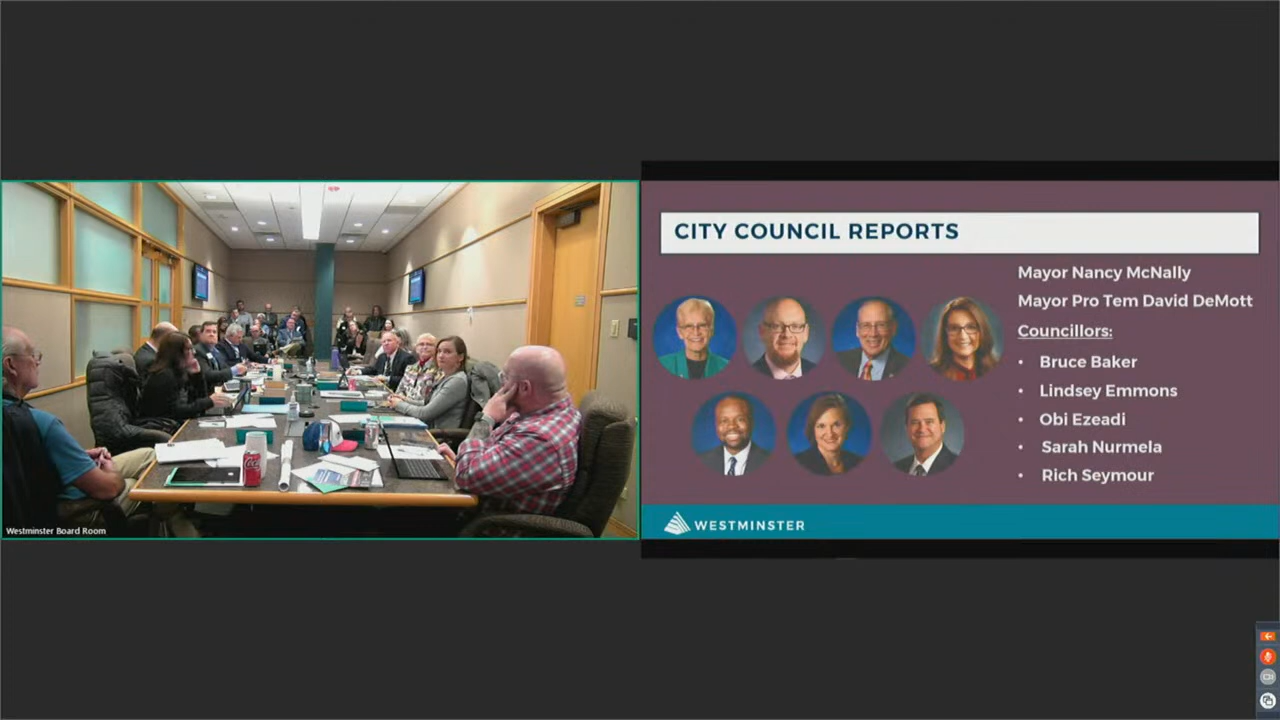 CITY COUNCIL REPORTS
Mayor Nancy McNally
Mayor Pro Tem David DeMott
Councillors:
• Bruce Baker
• Lindsey Emmons
• Obi Ezeadi
• Sarah Nurmela
• Rich Seymour
WESTMINSTER
Westminster Board Room